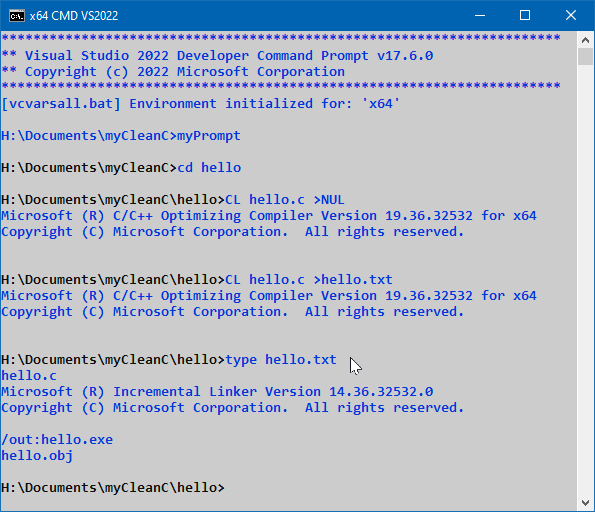 x64 CMD VS2022
**********************************************************************
** Visual Studio 2022 Developer Command Prompt v17.6.0
** Copyright (c) 2022 Microsoft Corporation
**********************************************************************
[vcvarsall.bat] Environment initialized for: 'x64'
H:\Documents\myCleanC>myPrompt
H:\Documents\myCleanC>cd hello
H:\Documents\myCleanC\hello>CL hello.c >NUL
Microsoft (R) C/C++ Optimizing Compiler Version 19.36.32532 for x64
Copyright (C) Microsoft Corporation.  All rights reserved.
H:\Documents\myCleanC\hello>CL hello.c >hello.txt
Microsoft (R) C/C++ Optimizing Compiler Version 19.36.32532 for x64
Copyright (C) Microsoft Corporation.  All rights reserved.
H:\Documents\myCleanC\hello>type hello.txt
hello.c
Microsoft (R) Incremental Linker Version 14.36.32532.0
Copyright (C) Microsoft Corporation.  All rights reserved.
/out:hello.exe
hello.obj
H:\Documents\myCleanC\hello>